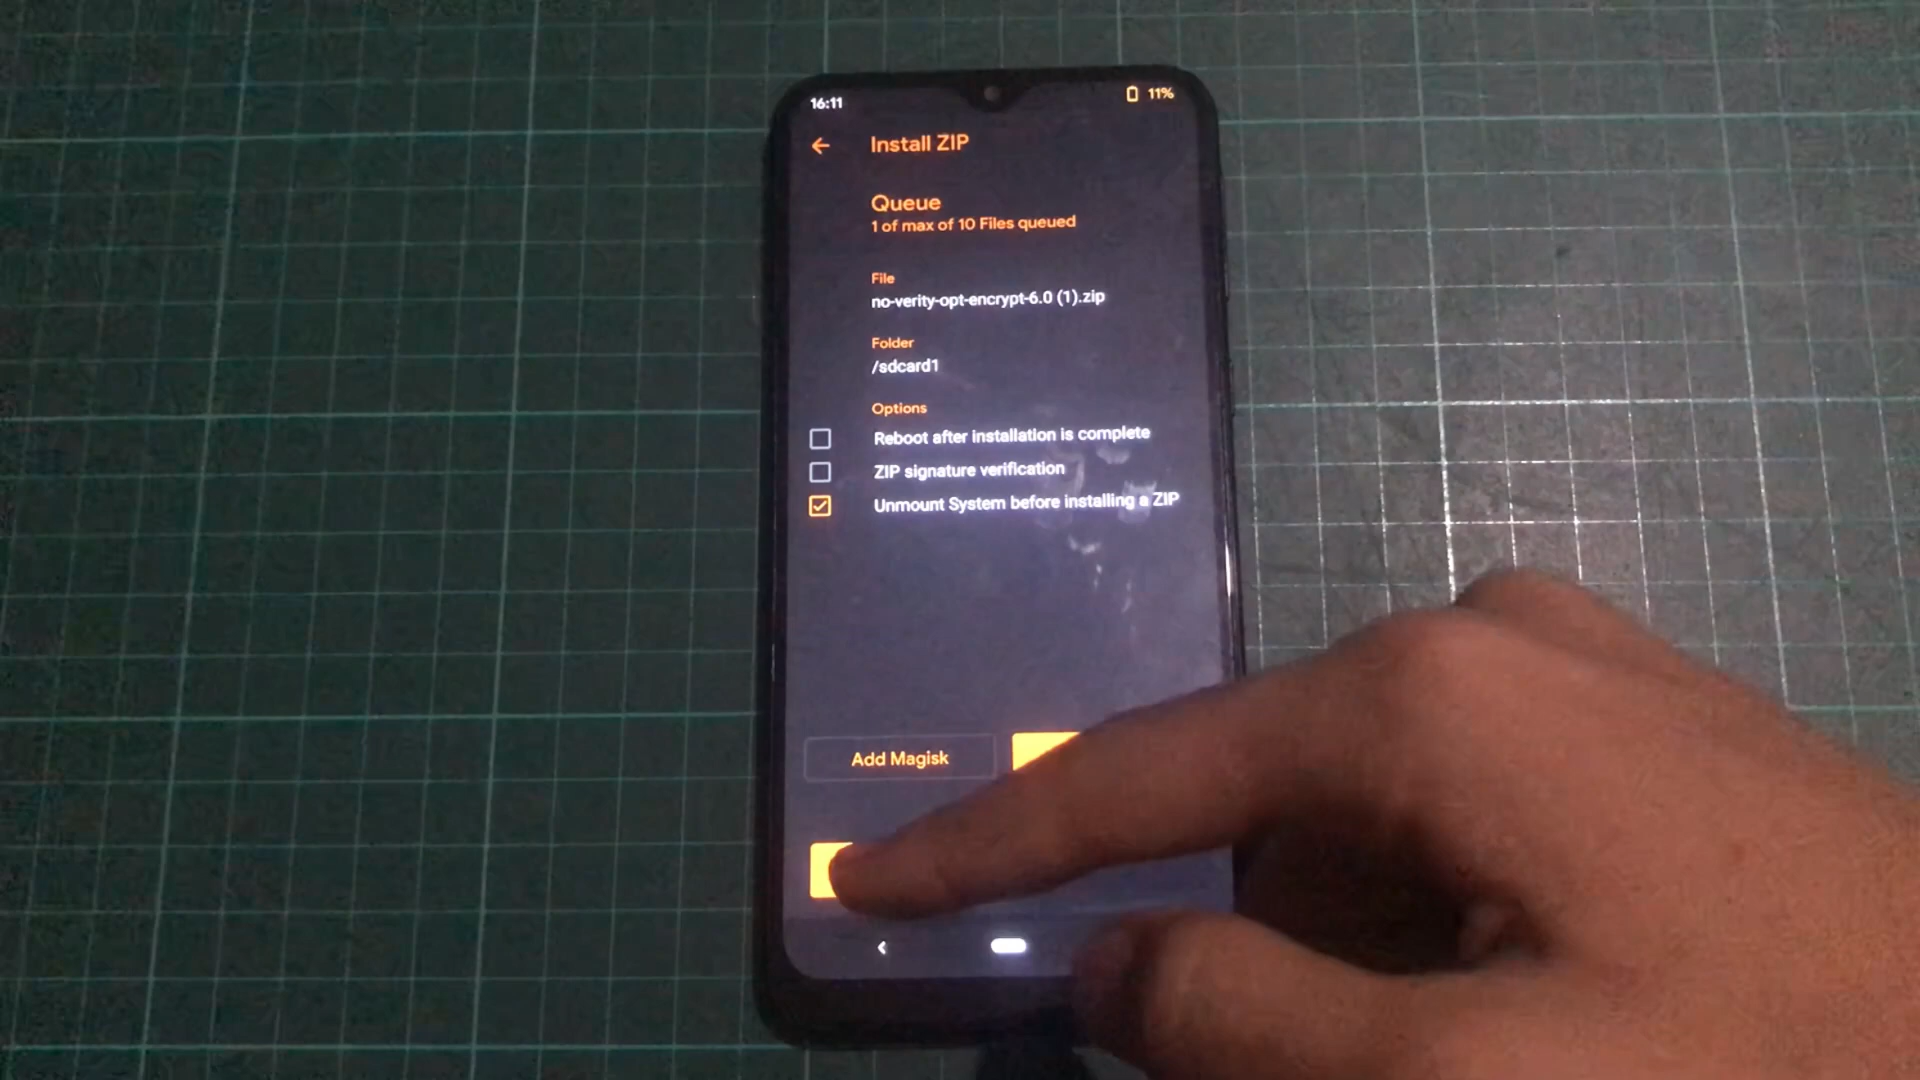 16:11
11%
Install ZIP
Queue
1 of max of 10 Files queued
File
no-verity-opt-encrypt-6.0 (1).zip
Folder
/sdcard1
Options
Reboot after installation is complete
ZIP signature verification
Unmount System before installing a ZIP
Add Magisk